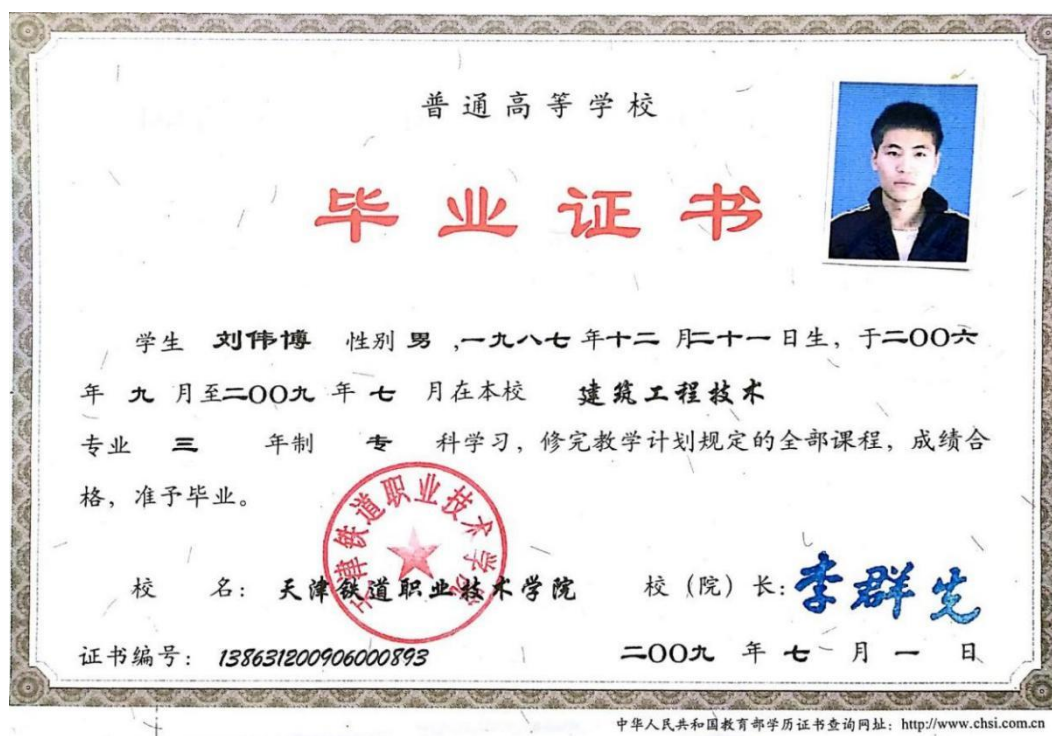 普通高等学校
毕业证书
学生 刘伟博 性别 男 ,一九八七 年十二 月二十一 日生，于二〇〇六
年 九 月至二〇〇九 年 七 月在本校 建筑工程技术
专业 三 年制 专 科学习，修完教学计划规定的全部课程，成绩合
格，准予毕业。
天津铁道职业技术学院
校 名： 天津铁道职业技术学院 校（院）长：李群先
证书编号： 138631200906000893 二〇〇九 年 七 月 一 日
中华人民共和国教育部学历证书查询网址：http://www.chsi.com.cn